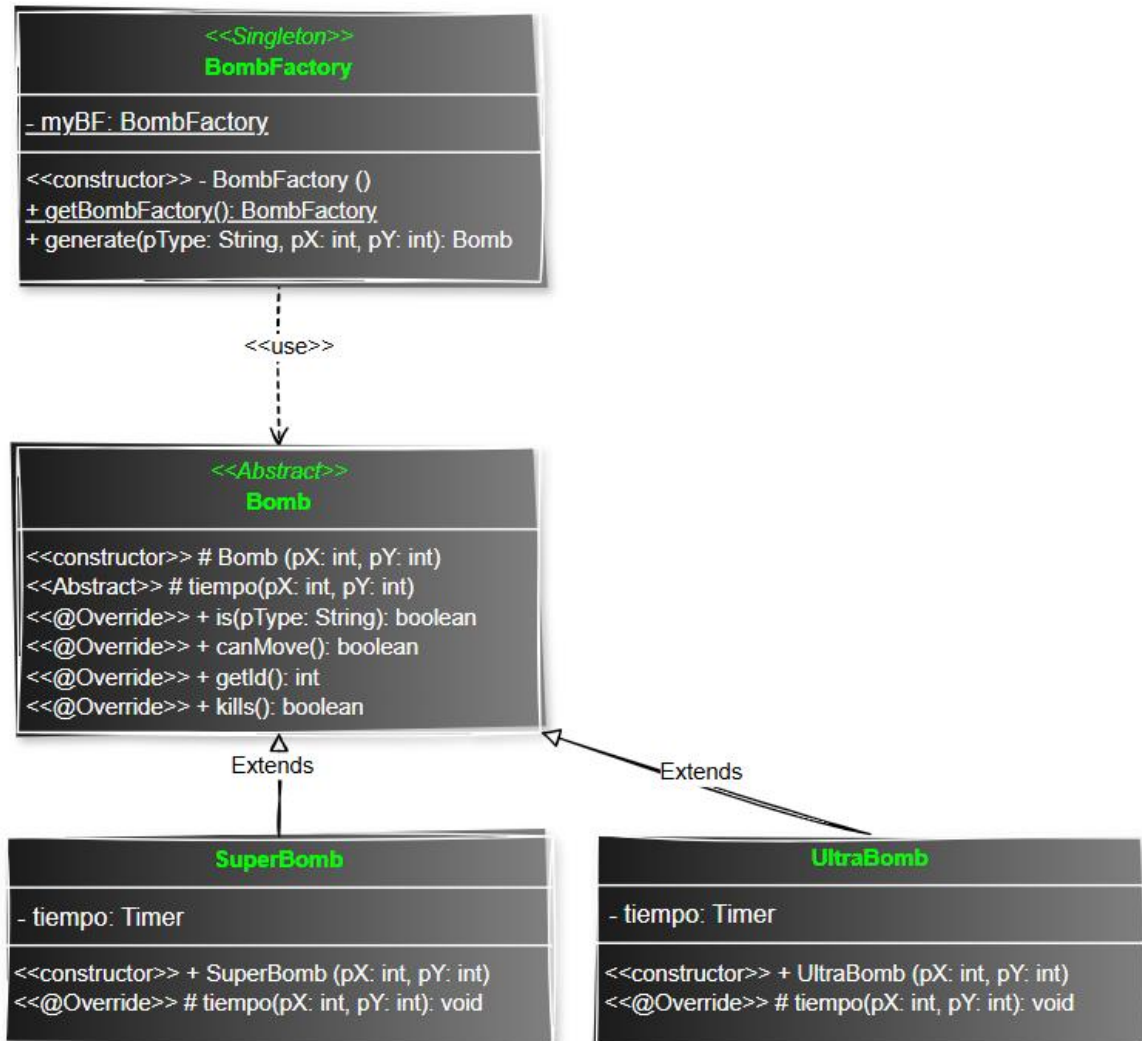 <<Singleton>>
BombFactory
- myBF: BombFactory
<<constructor>> - BombFactory ()
+ getBombFactory(): BombFactory
+ generate(pType: String, pX: int, pY: int): Bomb
<<use>>
<<Abstract>>
Bomb
<<constructor>> # Bomb (pX: int, pY: int)
<<Abstract>> # tiempo(pX: int, pY: int)
<<@Override>> + is(pType: String): boolean
<<@Override>> + canMove(): boolean
<<@Override>> + getId(): int
<<@Override>> + kills(): boolean
Extends
Extends
SuperBomb
- tiempo: Timer
<<constructor>> + SuperBomb (pX: int, pY: int)
<<@Override>> # tiempo(pX: int, pY: int): void
UltraBomb
- tiempo: Timer
<<constructor>> + UltraBomb (pX: int, pY: int)
<<@Override>> # tiempo(pX: int, pY: int): void